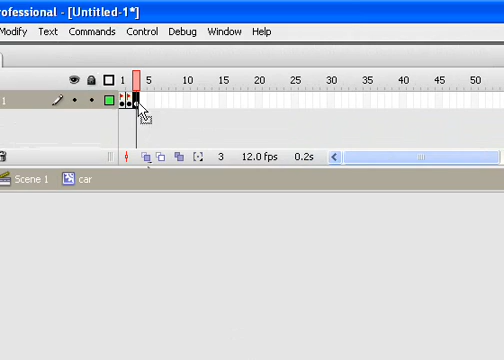 rofessional - [Untitled-1*]
Modify Text Commands Control Debug Window Help
1 5 10 15 20 25 30 35 40 45 50
1
3 12.0 fps 0.2s
Scene 1 car